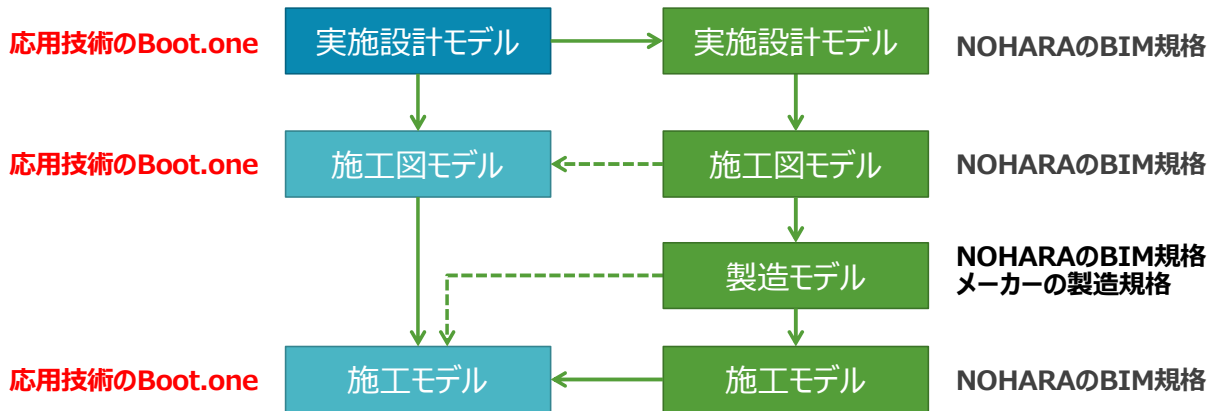 応用技術のBoot.one
実施設計モデル
実施設計モデル
NOHARAのBIM規格
応用技術のBoot.one
施工図モデル
施工図モデル
NOHARAのBIM規格
製造モデル
NOHARAのBIM規格
メーカーの製造規格
応用技術のBoot.one
施工モデル
施工モデル
NOHARAのBIM規格